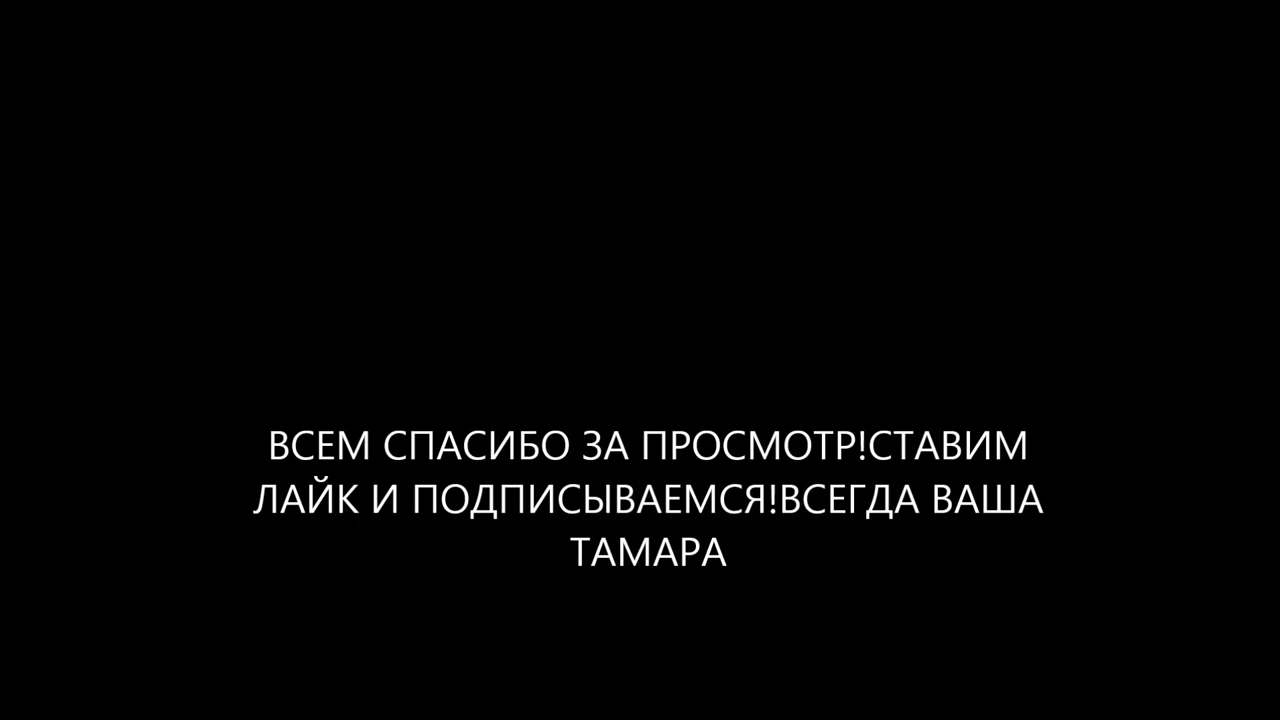 ВСЕМ СПАСИБО ЗА ПРОСМОТР!СТАВИМ
ЛАЙК И ПОДПИСЫВАЕМСЯ!ВСЕГДА ВАША
ТАМАРА